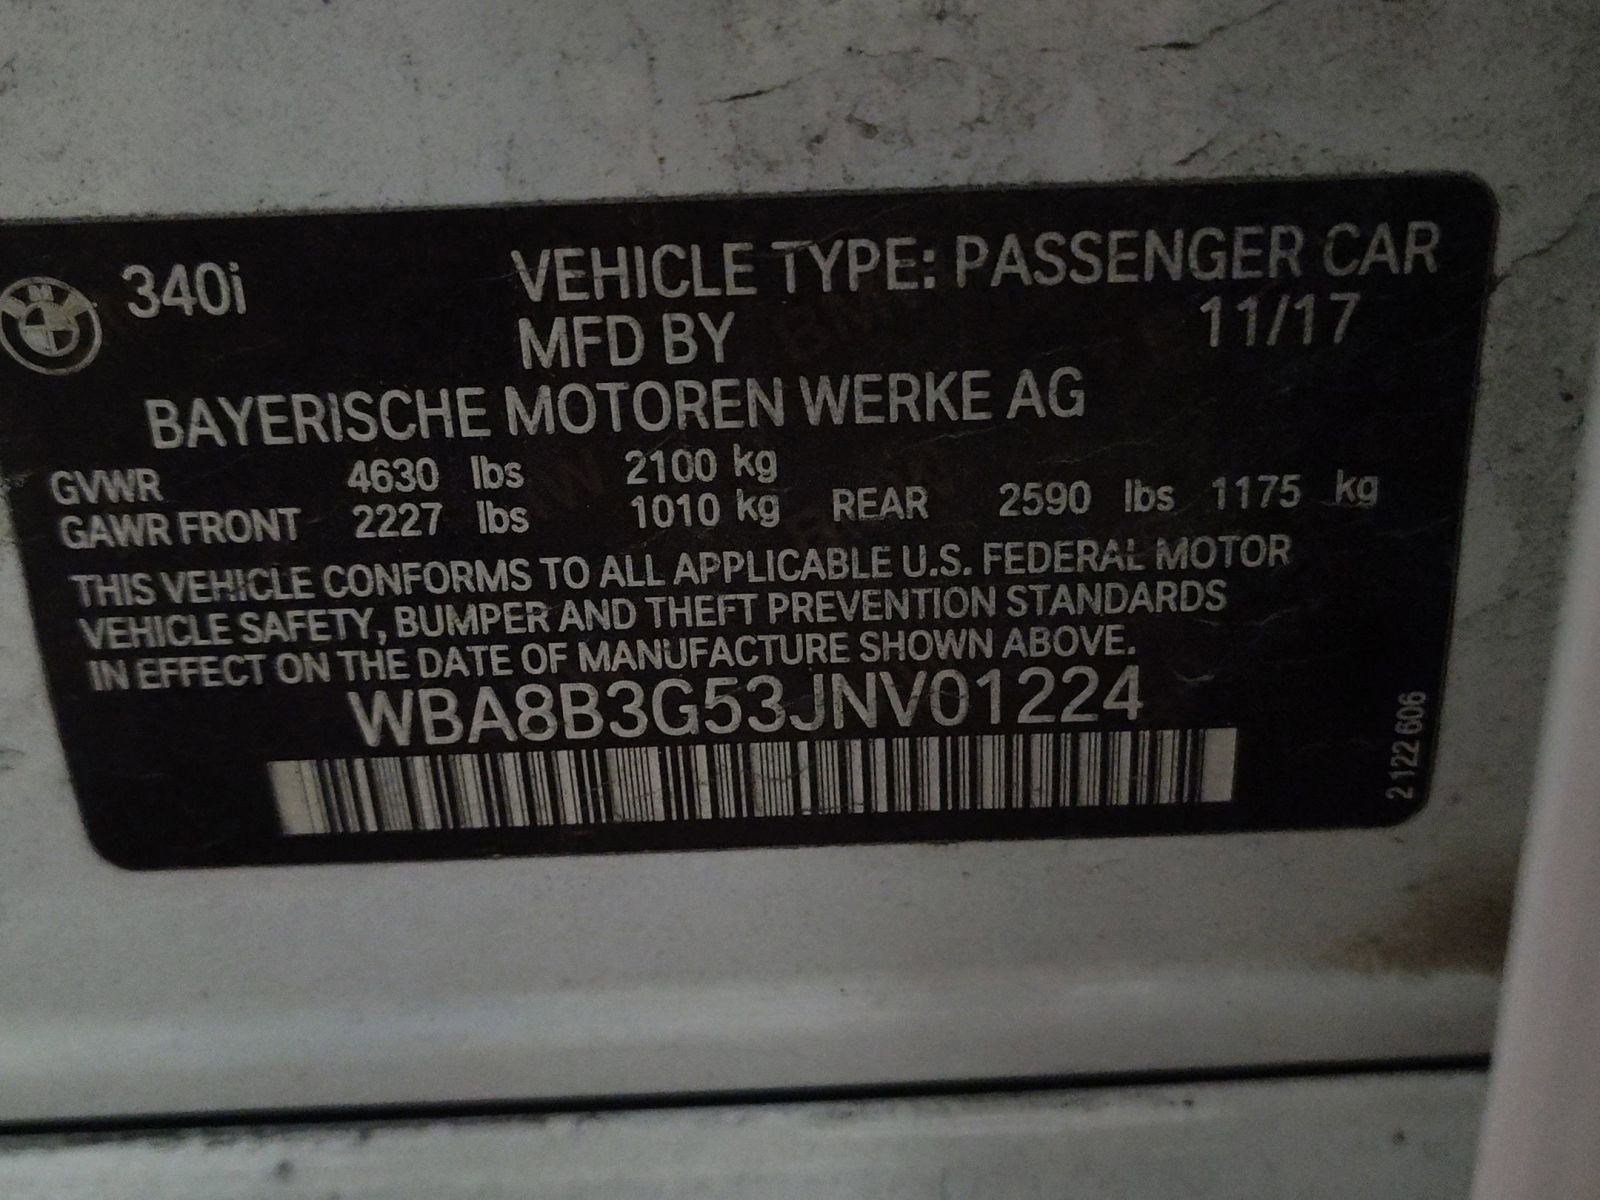 340i VEHICLE TYPE: PASSENGER CAR
MFD BY 11/17
BAYERISCHE MOTOREN WERKE AG
GVWR 4630 lbs 2100 kg
GAWR FRONT 2227 lbs 1010 kg REAR 2590 lbs 1175 kg
THIS VEHICLE CONFORMS TO ALL APPLICABLE U.S. FEDERAL MOTOR
VEHICLE SAFETY, BUMPER AND THEFT PREVENTION STANDARDS
IN EFFECT ON THE DATE OF MANUFACTURE SHOWN ABOVE.
WBA8B3G53JNV01224
2 122 606